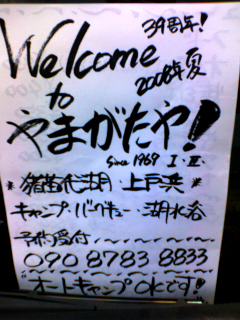 39周年!
Welcome
2008年 夏
to
やまがたや!
Since 1969 I・II・
*猪苗代湖・上戸浜*
キャンプ・バーベキュー・湖水浴
予約受付
090 8783 8833
"オートキャンプOKです!"